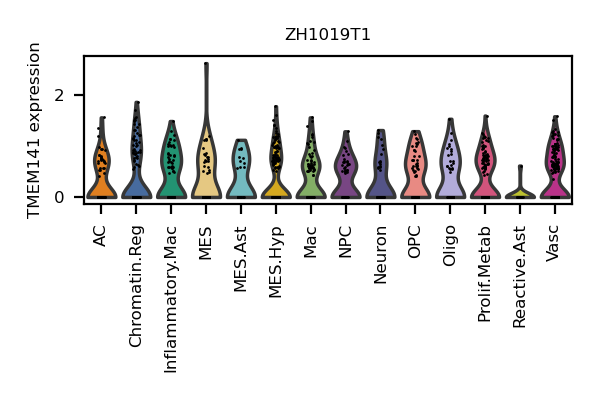 ZH1019T1
TMEM141 expression
2
0
AC
Chromatin.Reg
Inflammatory.Mac
MES
MES.Ast
MES.Hyp
Mac
NPC
Neuron
OPC
Oligo
Prolif.Metab
Reactive.Ast
Vasc